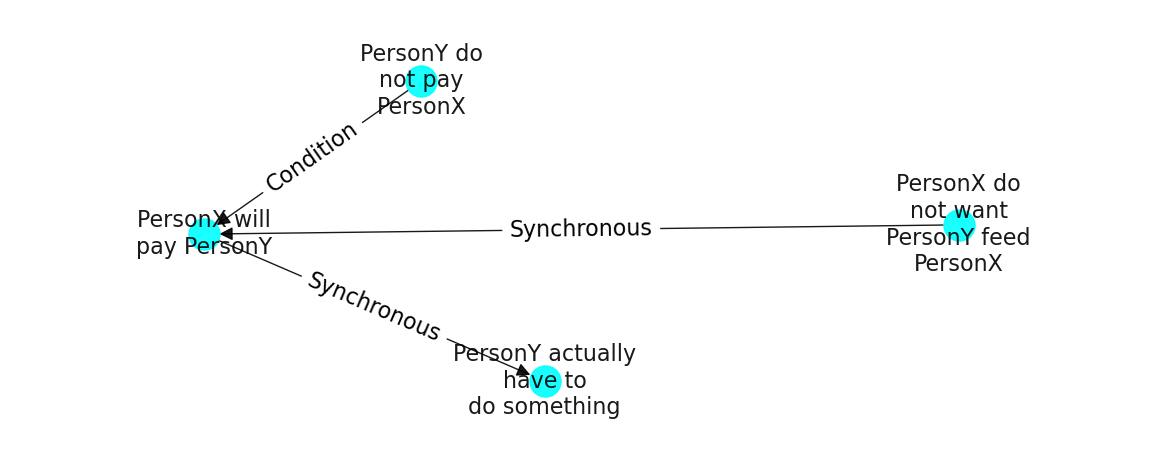 PersonY do
not pay
PersonX
Condition
PersonX do
not want
PersonY feed
PersonX
PersonX will
pay PersonY
Synchronous
Synchronous
PersonY actually
have to
do something